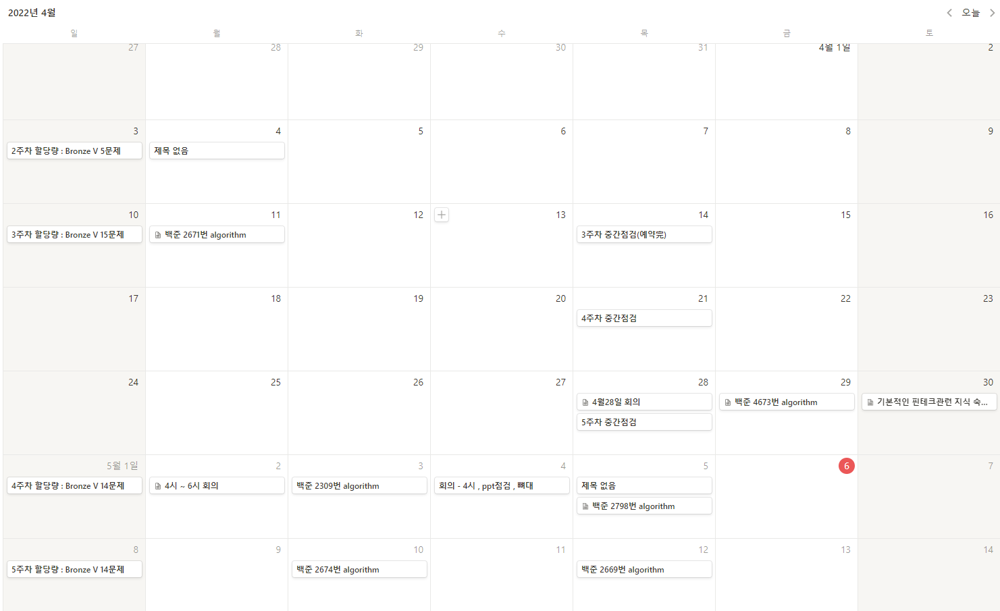 2022년 4월
오늘
일 월 화 수 목 금 토
27 28 29 30 31 4월 1일 2
3 4 5 6 7 8 9
2주차 할당량 : Bronze V 5문제
제목 없음
10 11 12 13 14 15 16
3주차 할당량 : Bronze V 15문제
백준 2671번 algorithm
3주차 중간점검(예약完)
17 18 19 20 21 22 23
4주차 중간점검
24 25 26 27 28 29 30
4월28일 회의
백준 4673번 algorithm
기본적인 핀테크관련 지식 숙...
5주차 중간점검
5월 1일 2 3 4 5 6 7
4주차 할당량 : Bronze V 14문제
4시 ~ 6시 회의
백준 2309번 algorithm
회의 - 4시 , ppt점검 , 뼈대
제목 없음
백준 2798번 algorithm
8 9 10 11 12 13 14
5주차 할당량 : Bronze V 14문제
백준 2674번 algorithm
백준 2669번 algorithm